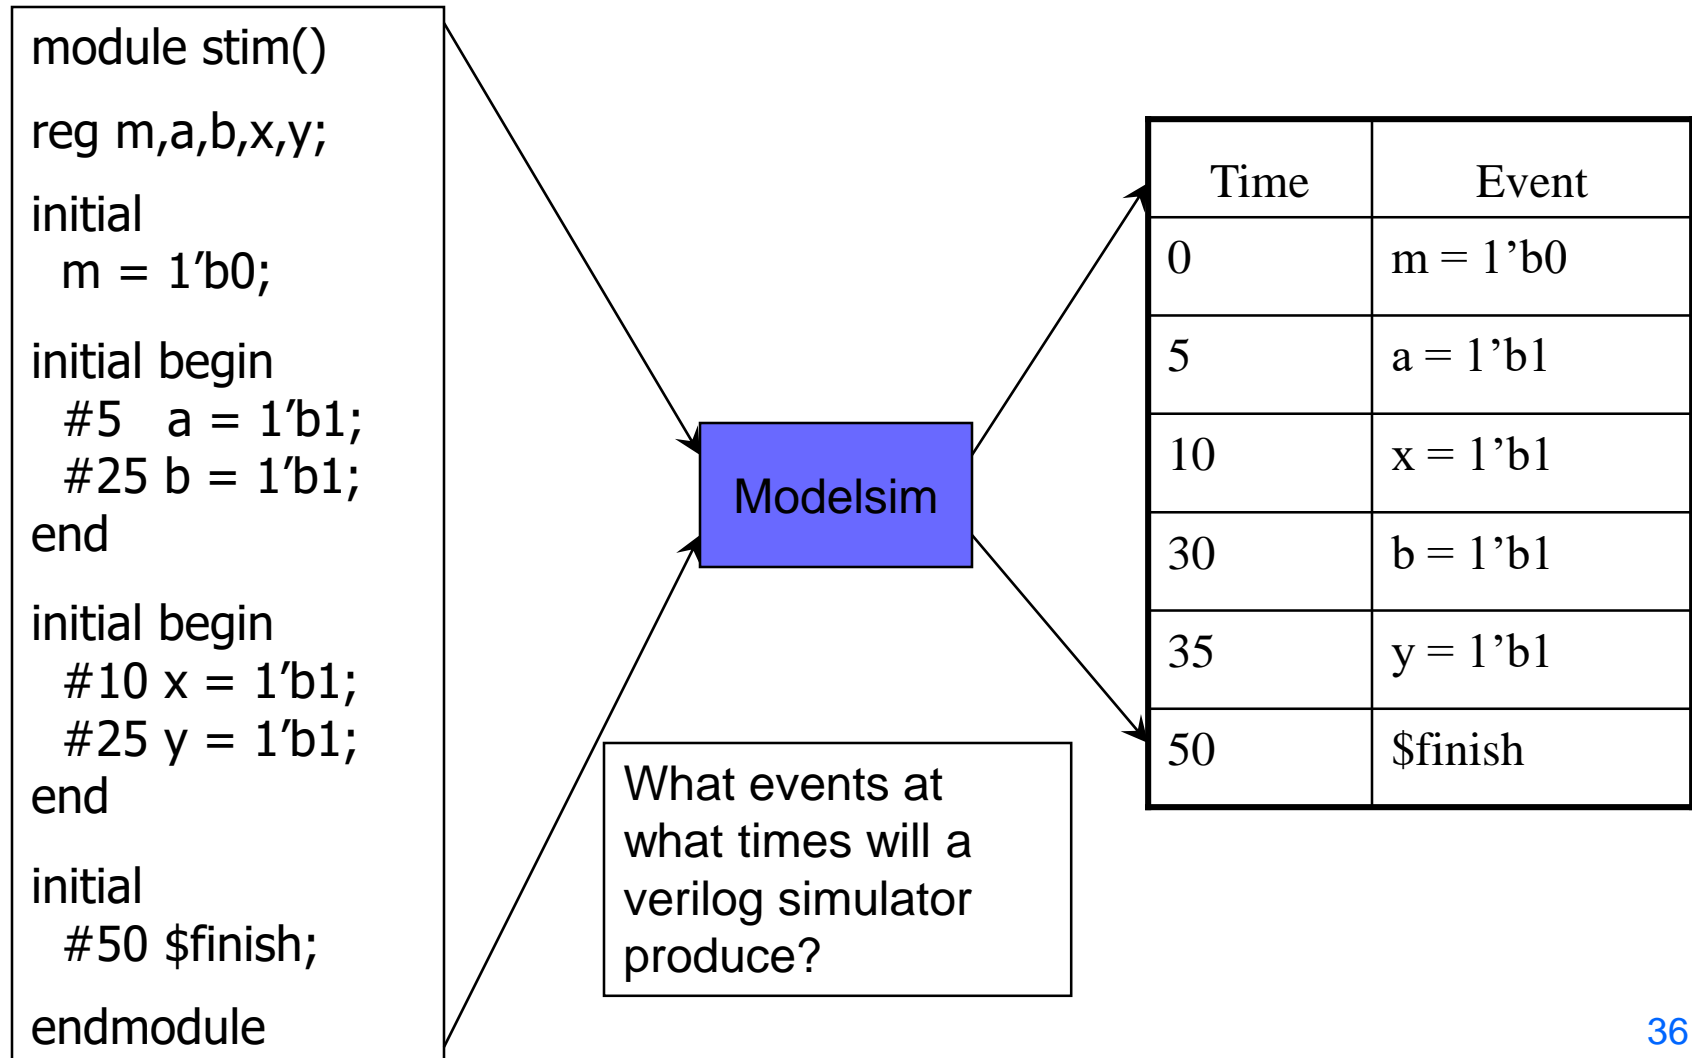 module stim()
reg m,a,b,x,y;
initial
m = 1’b0;
initial begin
#5 a = 1’b1;
#25 b = 1’b1;
end
initial begin
#10 x = 1’b1;
#25 y = 1’b1;
end
initial
#50 $finish;
endmodule
Modelsim
What events at
what times will a
verilog simulator
produce?
Time Event
0 m = 1’b0
5 a = 1’b1
10 x = 1’b1
30 b = 1’b1
35 y = 1’b1
50 $finish
36